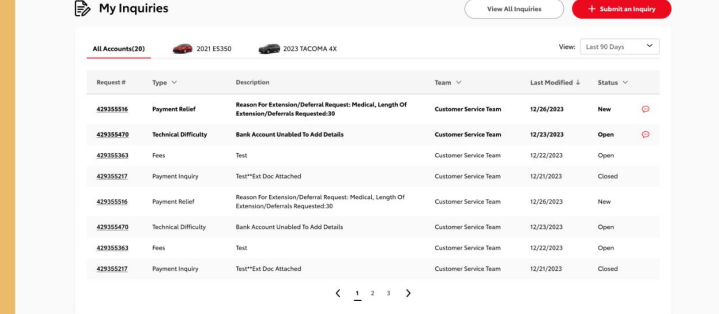 My Inquiries
View All Inquiries
+ Submit an Inquiry
All Accounts(20)
2021 ES350
2023 TACOMA 4X
View:
Last 90 Days
Request # Type Description Team Last Modified ↓ Status
429355516 Payment Relief Reason For Extension/Deferral Request: Medical, Length Of Customer Service Team 12/26/2023 New
Extension/Deferrals Requested:30
429355470 Technical Difficulty Bank Account Unabled To Add Details Customer Service Team 12/23/2023 Open
429355363 Fees Test Customer Service Team 12/22/2023 Open
429355217 Payment Inquiry Test**Ext Doc Attached Customer Service Team 12/21/2023 Closed
429355516 Payment Relief Reason For Extension/Deferral Request: Medical, Length Of Customer Service Team 12/26/2023 New
Extension/Deferrals Requested:30
429355470 Technical Difficulty Bank Account Unabled To Add Details Customer Service Team 12/23/2023 Open
429355363 Fees Test Customer Service Team 12/22/2023 Open
429355217 Payment Inquiry Test**Ext Doc Attached Customer Service Team 12/21/2023 Closed
1 2 3